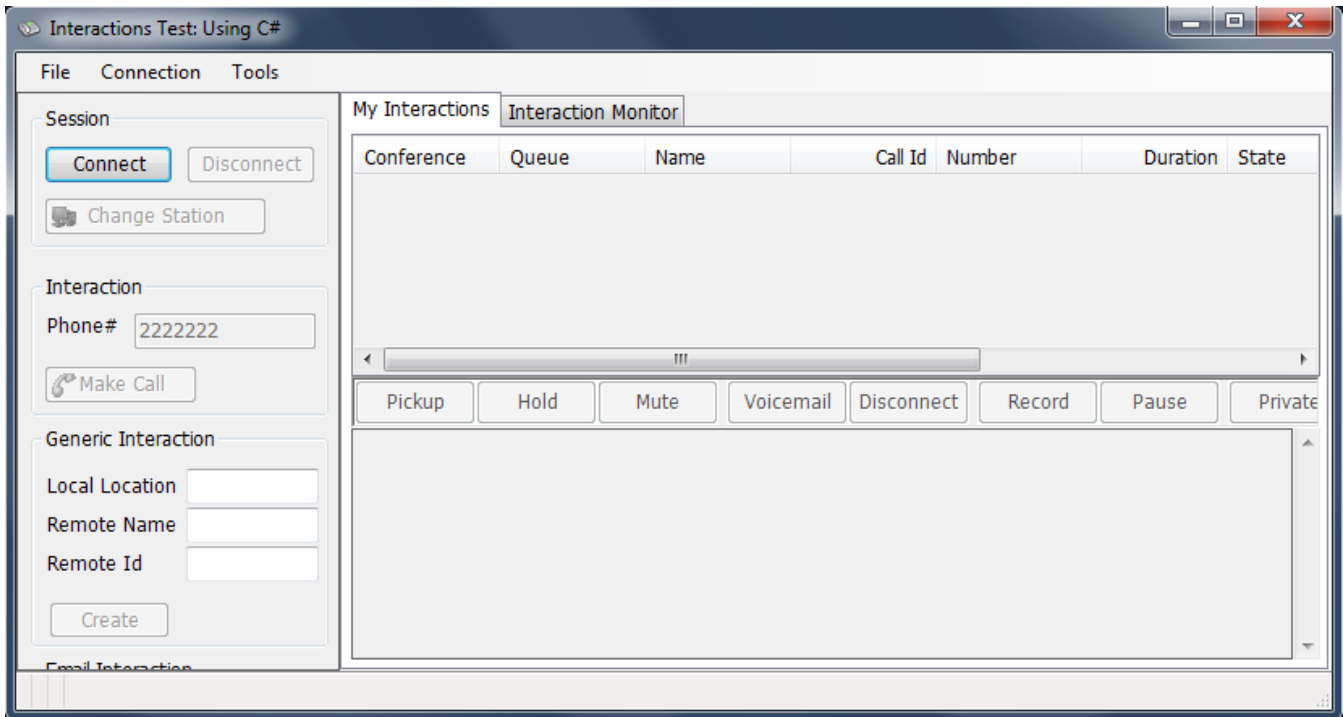 Interactions Test: Using C#
File Connection Tools
Session
Connect Disconnect
Change Station
Interaction
Phone# 2222222
Make Call
Generic Interaction
Local Location
Remote Name
Remote Id
Create
Email Interaction
My Interactions Interaction Monitor
Conference Queue Name Call Id Number Duration State
Pickup Hold Mute Voicemail Disconnect Record Pause Private